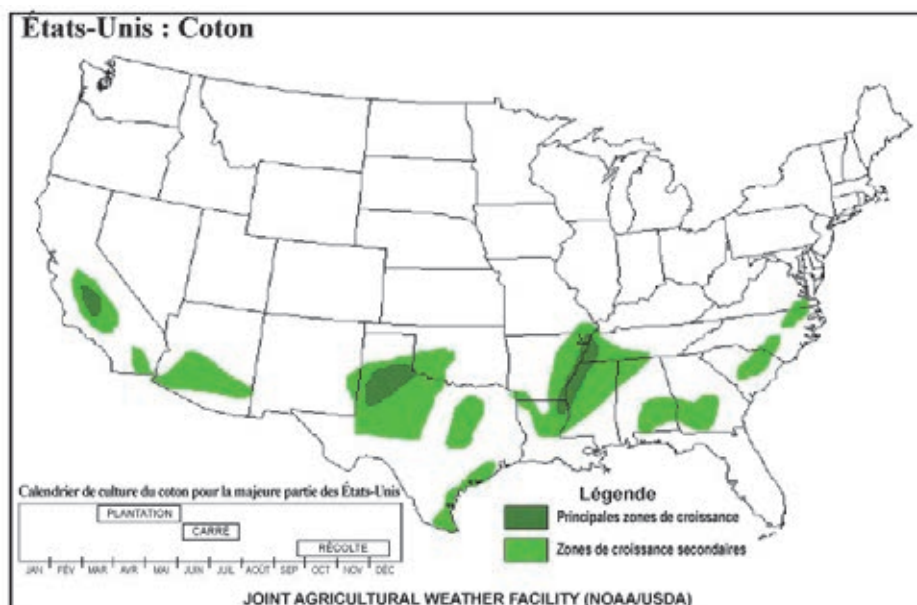 États-Unis : Coton
Calendrier de culture du coton pour la majeure partie des États-Unis
PLANTATION
CARRÉ
RÉCOLTE
JAN FÉV MAR AVR MAI JUIN JUIL AOÛT SEP OCT NOV DÉC
Légende
Principales zones de croissance
Zones de croissance secondaires
JOINT AGRICULTURAL WEATHER FACILITY (NOAA/USDA)